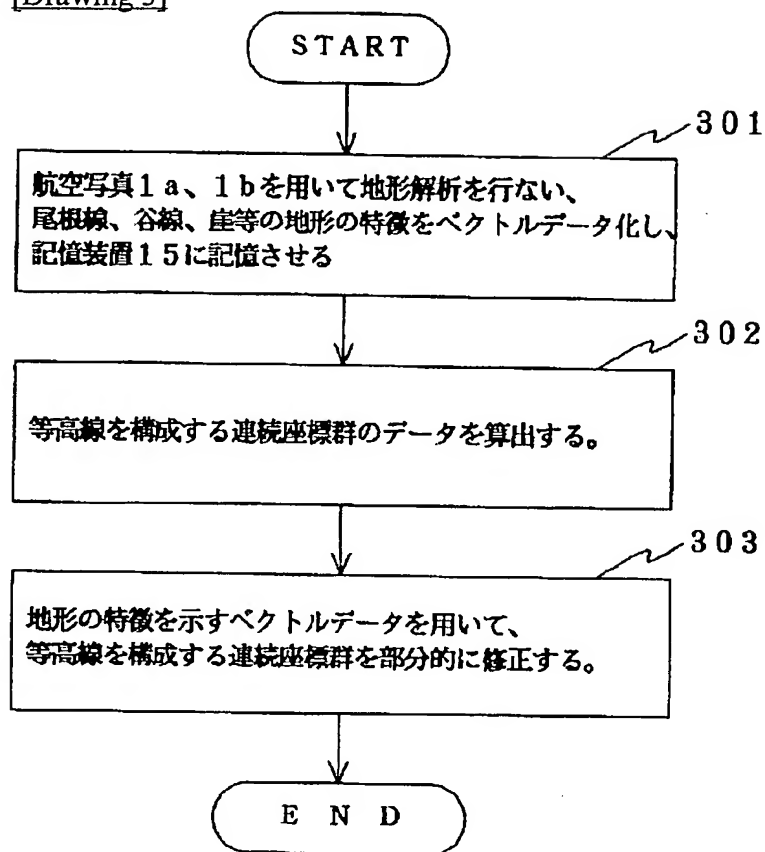 START
301
航空写真1a、1bを用いて地形解析を行ない、
尾根線、谷線、崖等の地形の特徴をベクトルデータ化し、
記憶装置15に記憶させる
302
等高線を構成する連続座標群のデータを算出する。
303
地形の特徴を示すベクトルデータを用いて、
等高線を構成する連続座標群を部分的に修正する。
E N D